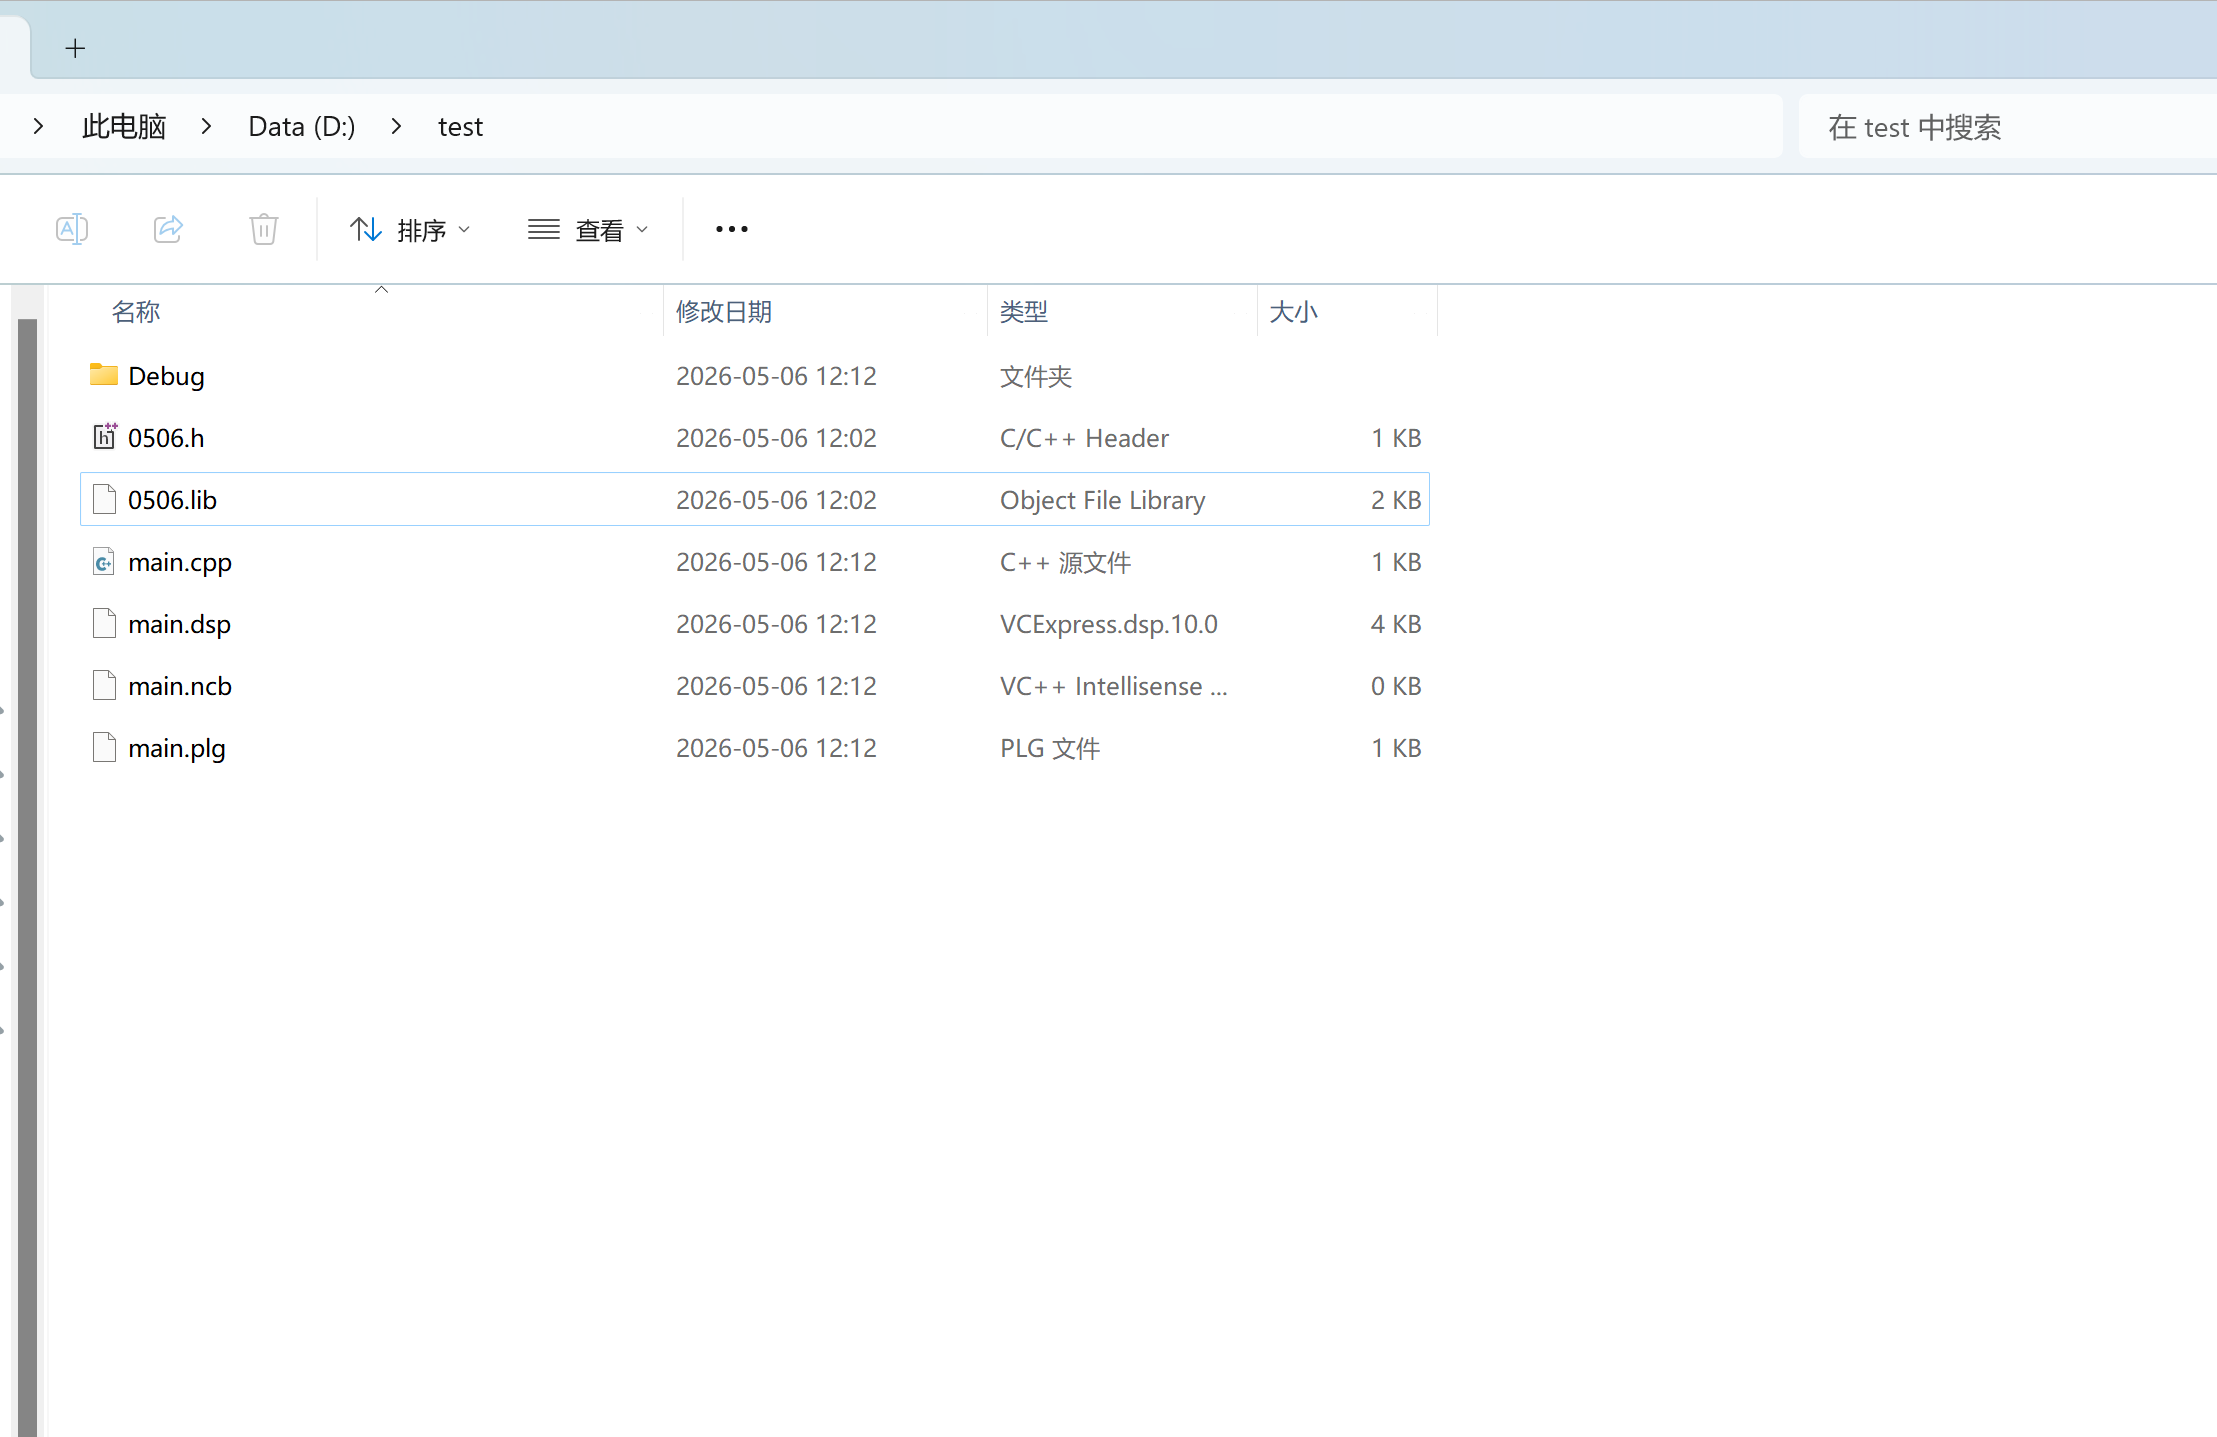 此电脑 Data (D:) test 在 test 中搜索
排序 查看
名称 修改日期 类型 大小
Debug 2026-05-06 12:12 文件夹
0506.h 2026-05-06 12:02 C/C++ Header 1 KB
0506.lib 2026-05-06 12:02 Object File Library 2 KB
main.cpp 2026-05-06 12:12 C++ 源文件 1 KB
main.dsp 2026-05-06 12:12 VCExpress.dsp.10.0 4 KB
main.ncb 2026-05-06 12:12 VC++ Intellisense ... 0 KB
main.plg 2026-05-06 12:12 PLG 文件 1 KB